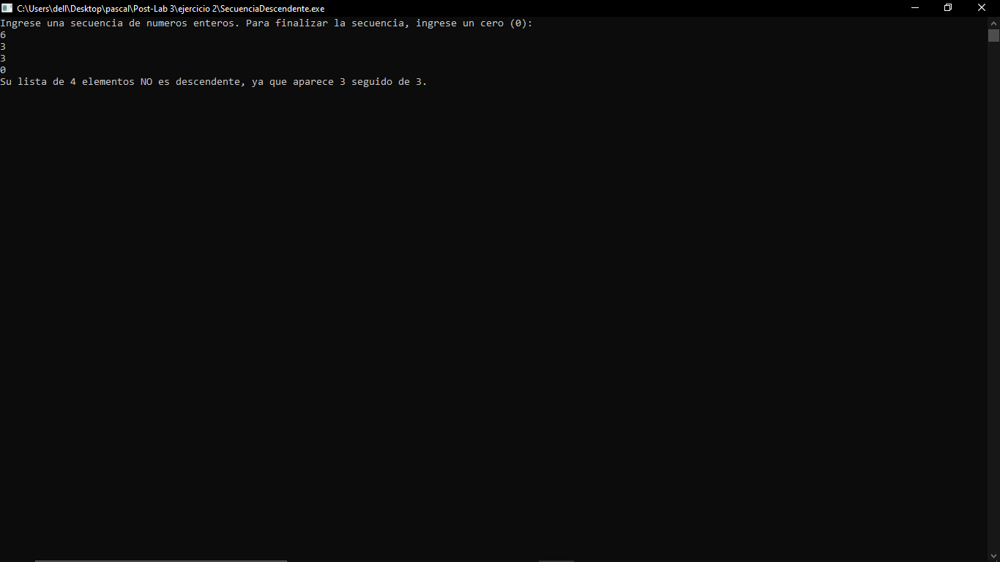 C:\Users\dell\Desktop\pascal\Post-Lab 3\ejercicio 2\SecuenciaDescendente.exe
Ingrese una secuencia de numeros enteros. Para finalizar la secuencia, ingrese un cero (0):
6
3
3
0
Su lista de 4 elementos NO es descendente, ya que aparece 3 seguido de 3.